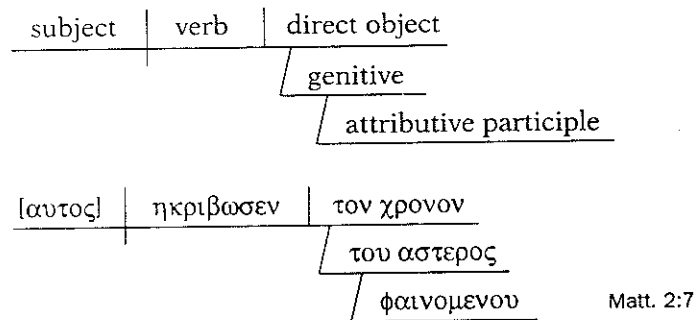 subject verb direct object
genitive
attributive participle
[αυτος] ηκριβωσεν τον χρονον
του αστερος
φαινομενου Matt. 2:7